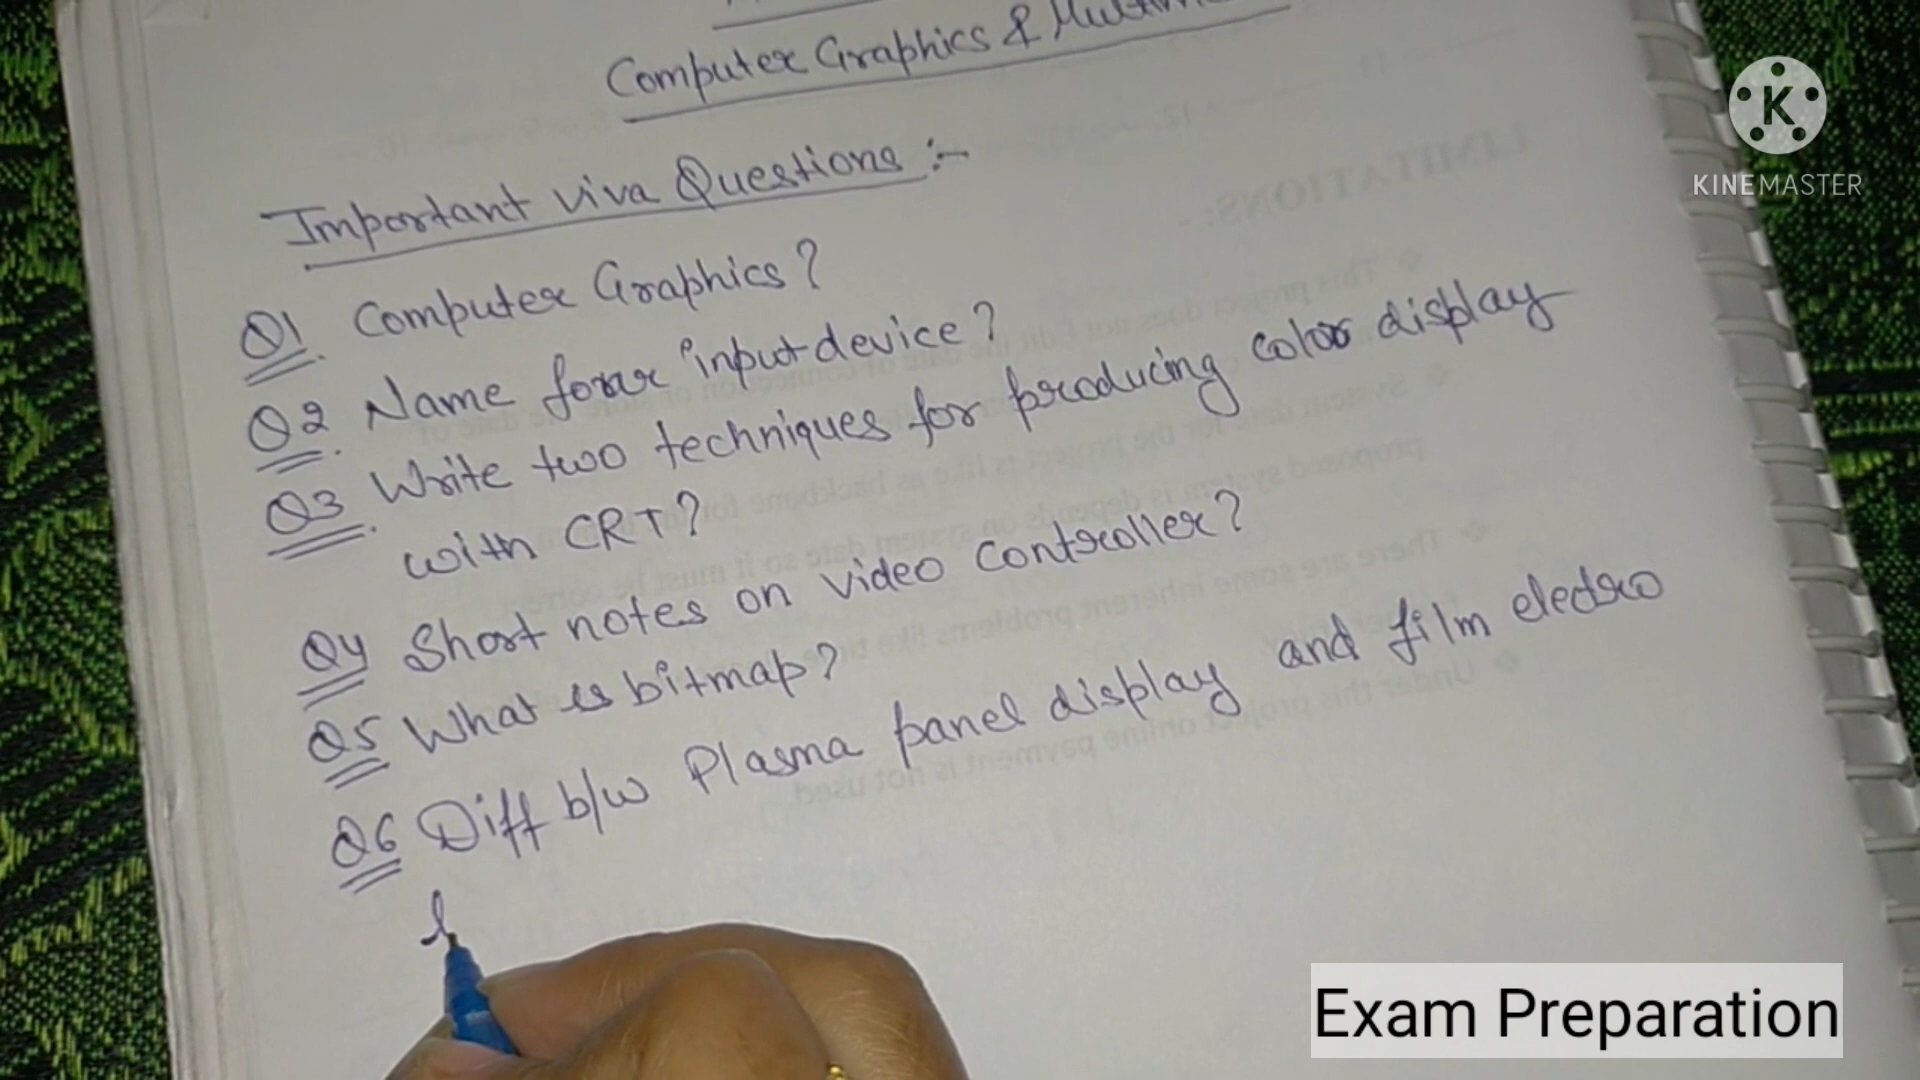 Computer Graphics &
Important Viva Questions :-
Q1. Computer Graphics?
Q2. Name forar input device?
Q3. Write two techniques for producing color display
with CRT?
Q4 Short notes on video controller?
Q5 What is bitmap?
Q6 Diff b/w Plasma panel display and film electro
KINEMASTER
Exam Preparation